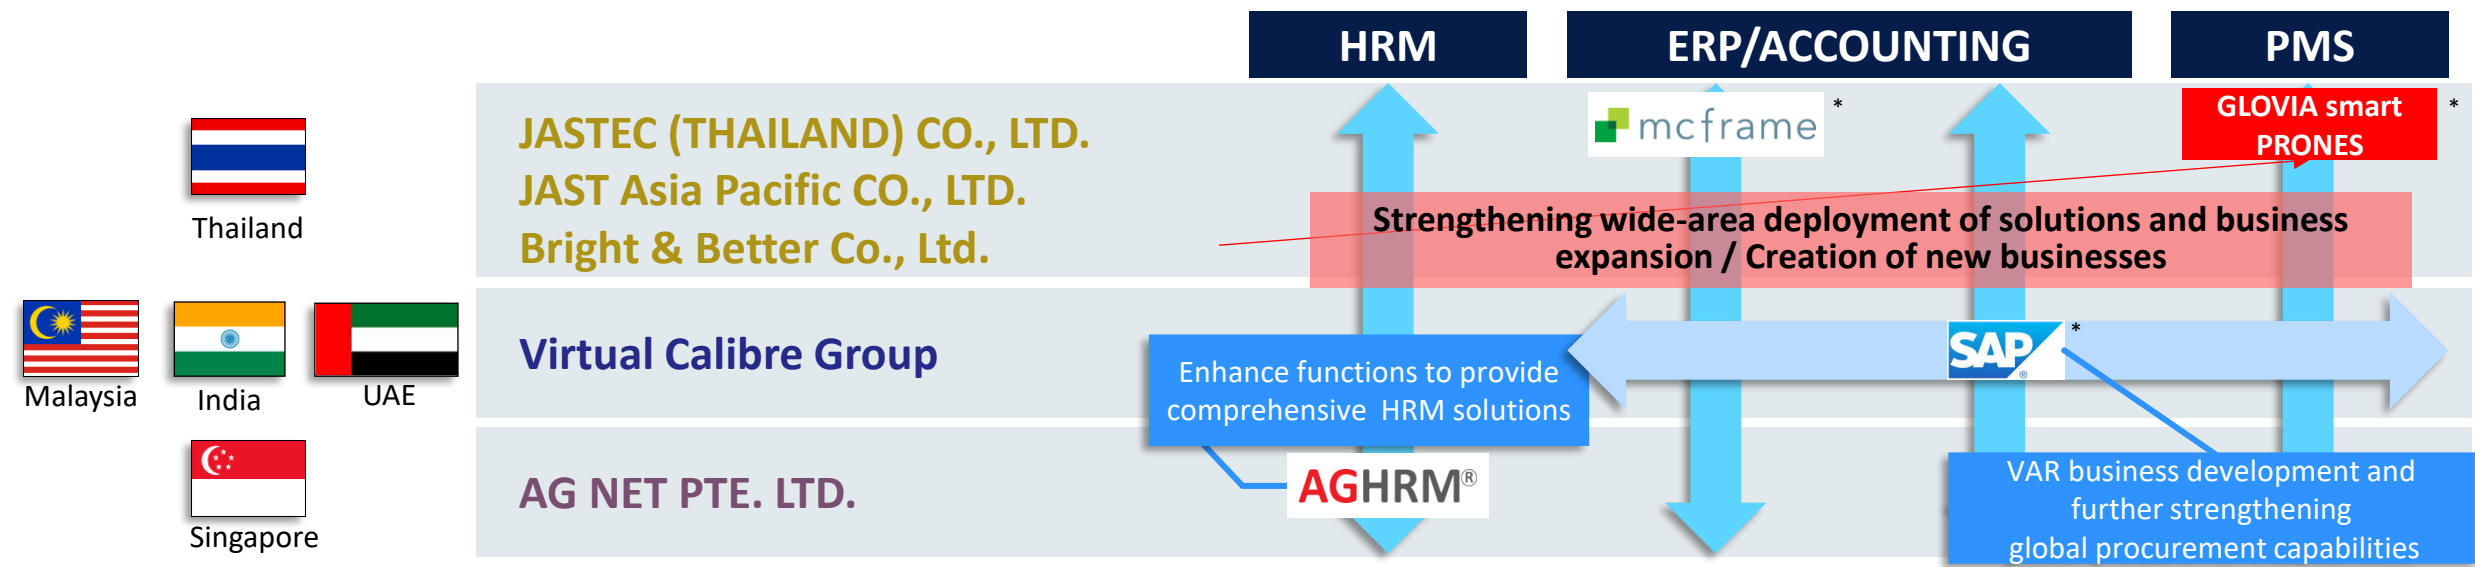 HRM
ERP/ACCOUNTING
PMS
Thailand
JASTEC (THAILAND) CO., LTD.
JAST Asia Pacific CO., LTD.
Bright & Better Co., Ltd.
mcframe *
GLOVIA smart *
PRONES
Strengthening wide-area deployment of solutions and business
expansion / Creation of new businesses
Malaysia
India
UAE
Virtual Calibre Group
Enhance functions to provide
comprehensive HRM solutions
SAP® *
Singapore
AG NET PTE. LTD.
AGHRM®
VAR business development and
further strengthening
global procurement capabilities